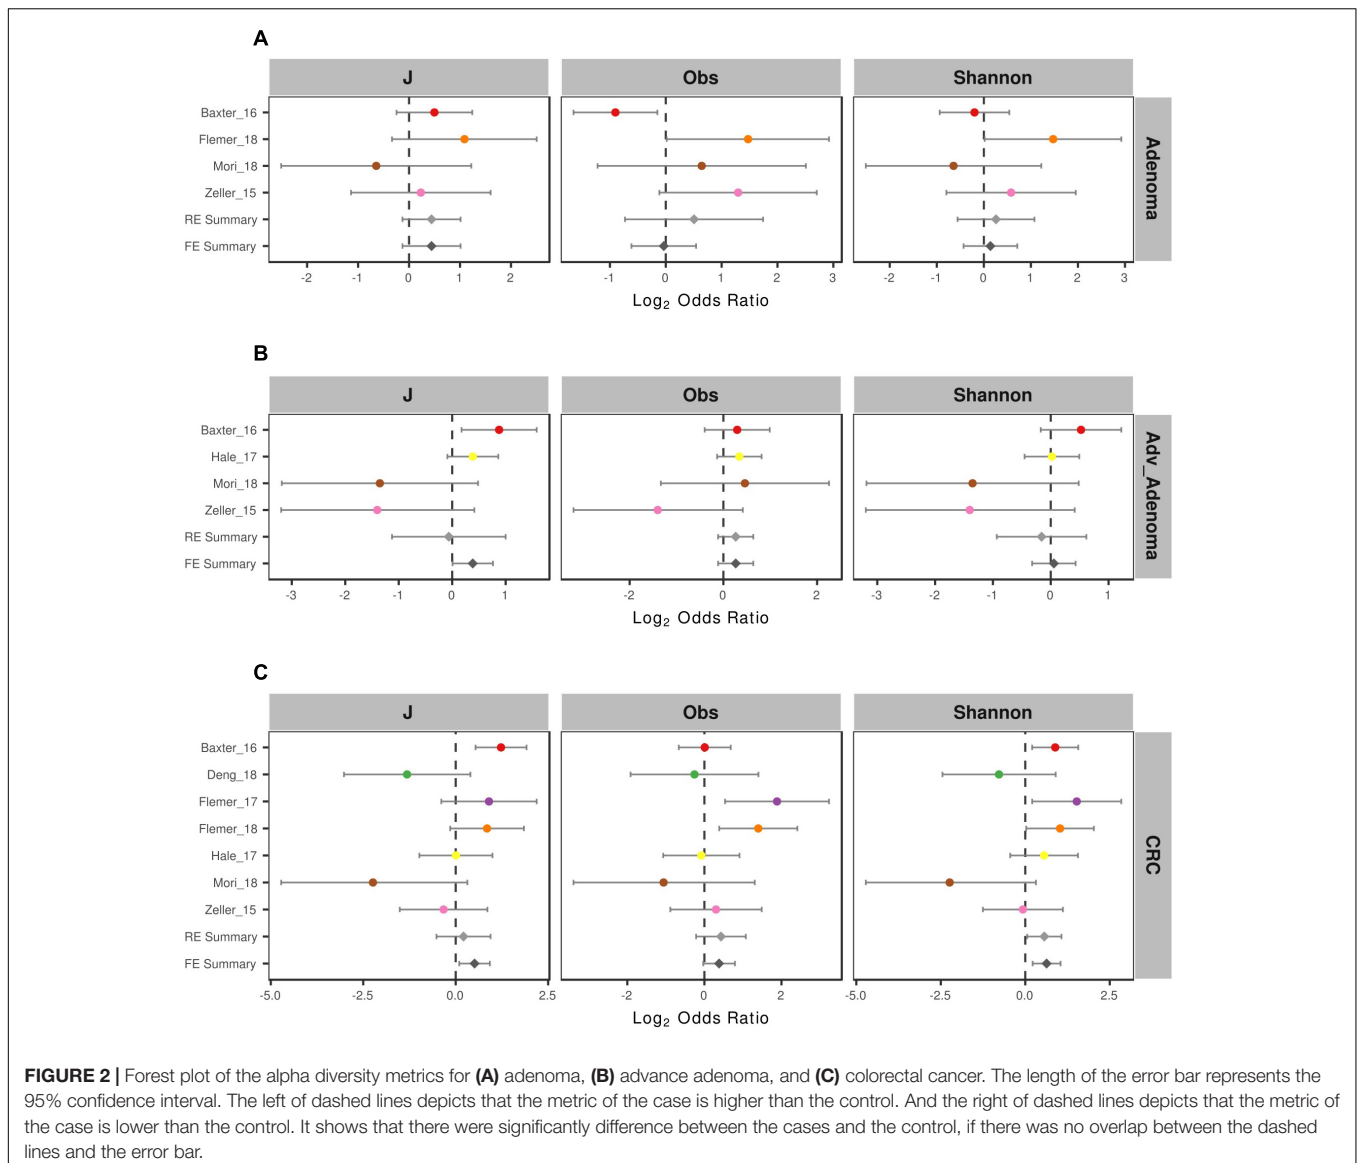 A
J Obs Shannon
Baxter_16
Flemer_18
Mori_18
Zeller_15
RE Summary
FE Summary
Adenoma
-2 -1 0 1 2 -1 0 1 2 3 -2 -1 0 1 2 3
Log2 Odds Ratio
B
J Obs Shannon
Baxter_16
Hale_17
Mori_18
Zeller_15
RE Summary
FE Summary
Adv_Adenoma
-3 -2 -1 0 1 -2 0 2 -3 -2 -1 0 1
Log2 Odds Ratio
C
J Obs Shannon
Baxter_16
Deng_18
Flemer_17
Flemer_18
Hale_17
Mori_18
Zeller_15
RE Summary
FE Summary
CRC
-5.0 -2.5 0.0 2.5 -2 0 2 -5.0 -2.5 0.0 2.5
Log2 Odds Ratio
FIGURE 2 | Forest plot of the alpha diversity metrics for (A) adenoma, (B) advance adenoma, and (C) colorectal cancer. The length of the error bar represents the
95% confidence interval. The left of dashed lines depicts that the metric of the case is higher than the control. And the right of dashed lines depicts that the metric of
the case is lower than the control. It shows that there were significantly difference between the cases and the control, if there was no overlap between the dashed
lines and the error bar.